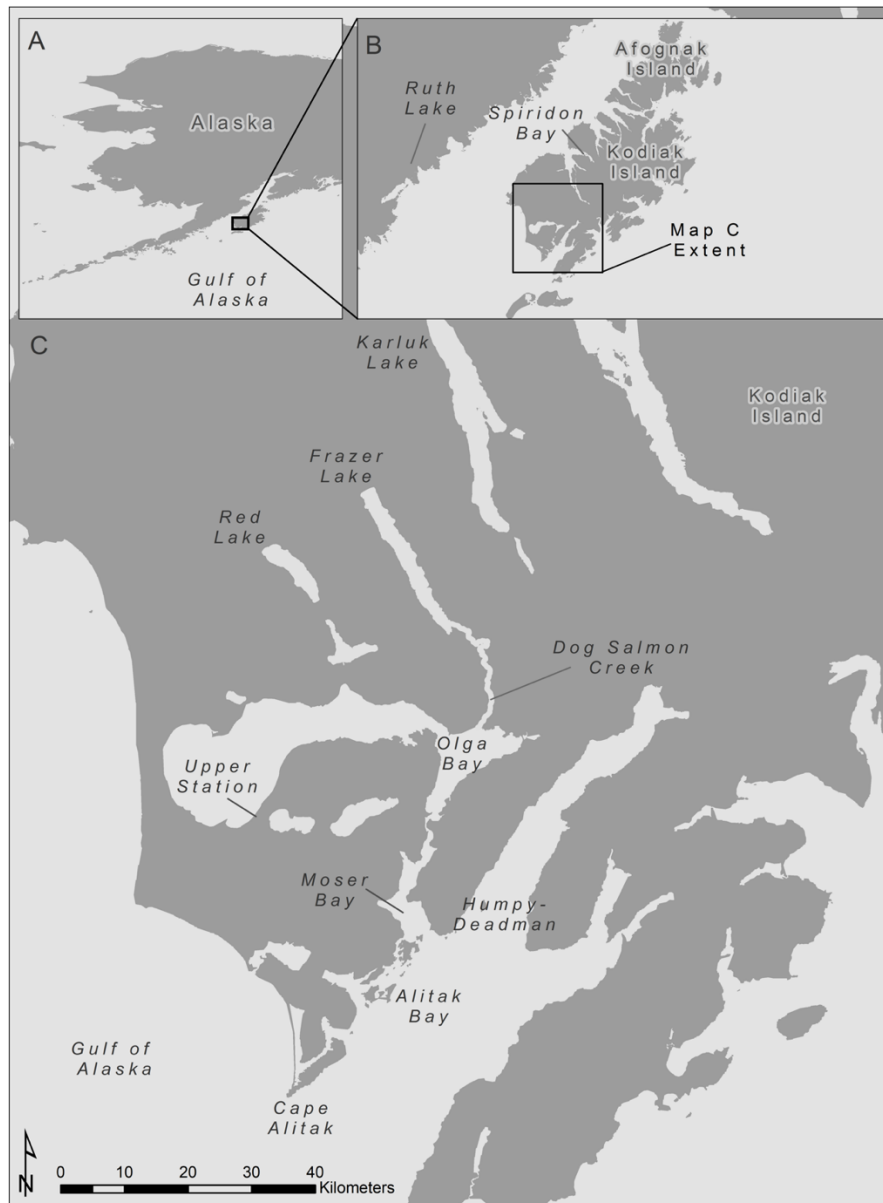 A
Alaska
Gulf of
Alaska
B
Afognak
Island
Ruth
Lake
Spiridon
Bay
Kodiak
Island
Map C
Extent
C
Karluk
Lake
Kodiak
Island
Frazer
Lake
Red
Lake
Dog Salmon
Creek
Olga
Bay
Upper
Station
Moser
Bay
Humpy-
Deadman
Alitak
Bay
Gulf of
Alaska
Cape
Alitak
N
0 10 20 30 40
Kilometers